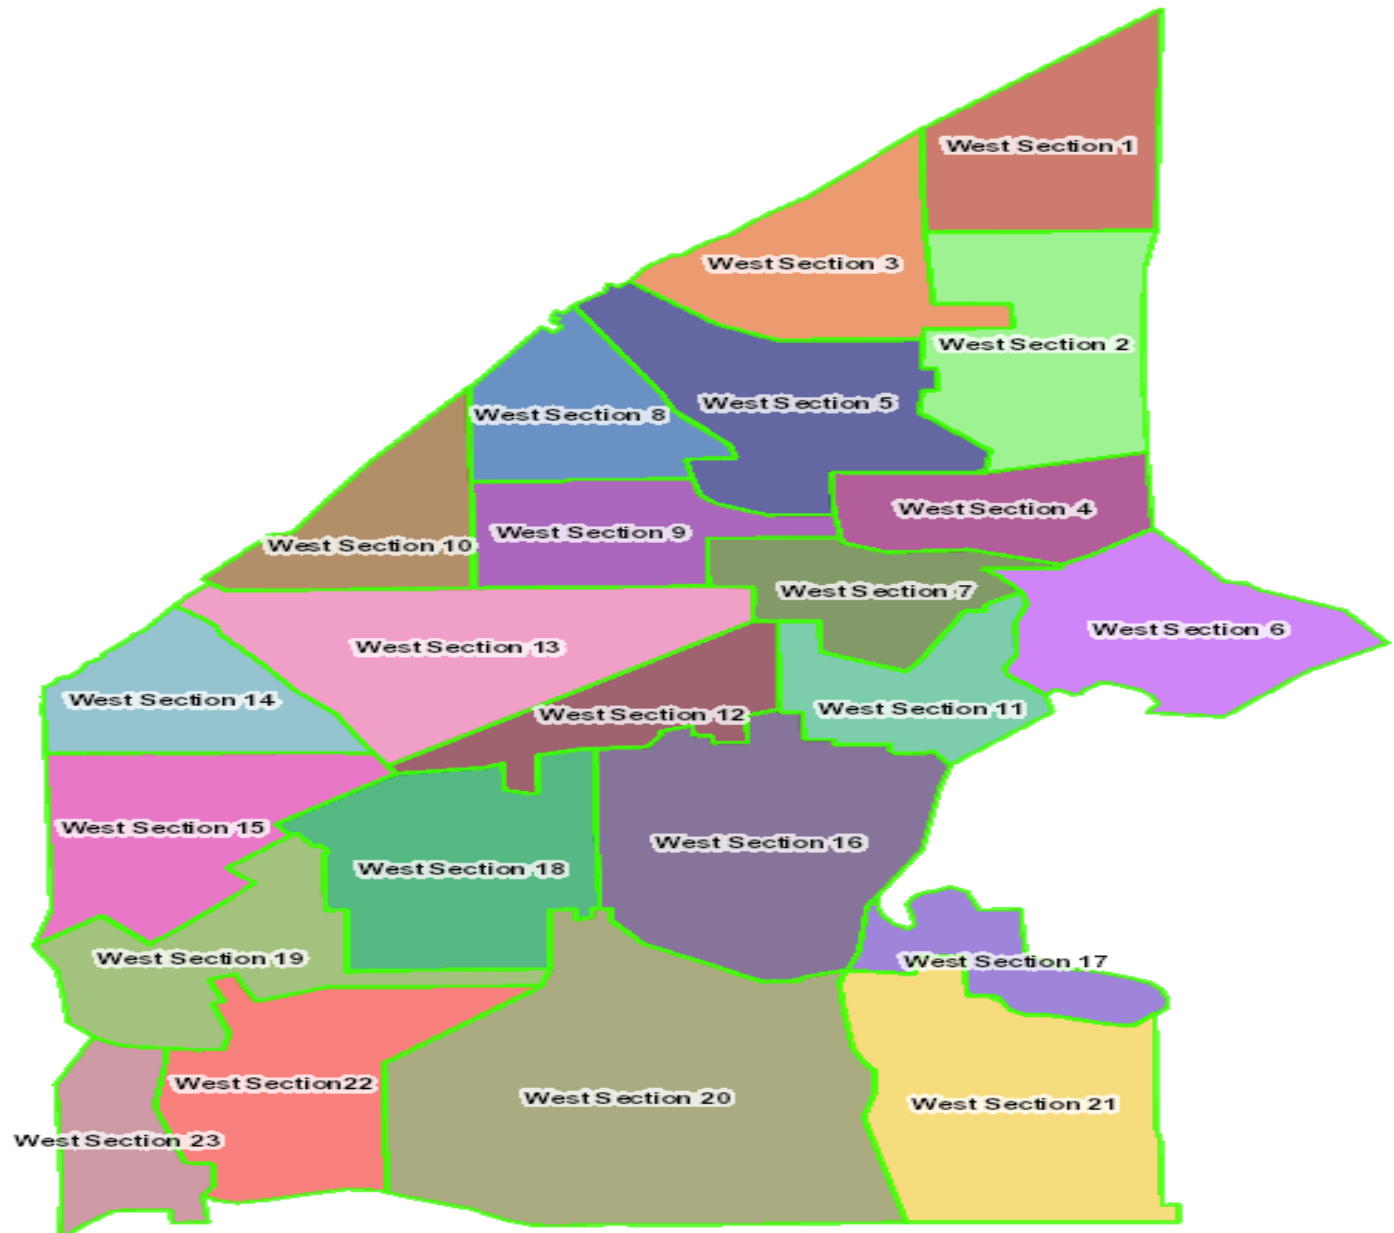 West Section 1
West Section 3
West Section 2
West Section 5
West Section 8
West Section 4
West Section 9
West Section 10
West Section 7
West Section 6
West Section 13
West Section 14
West Section 11
West Section 12
West Section 15
West Section 16
West Section 18
West Section 19
West Section 17
West Section22
West Section 20
West Section 21
West Section 23